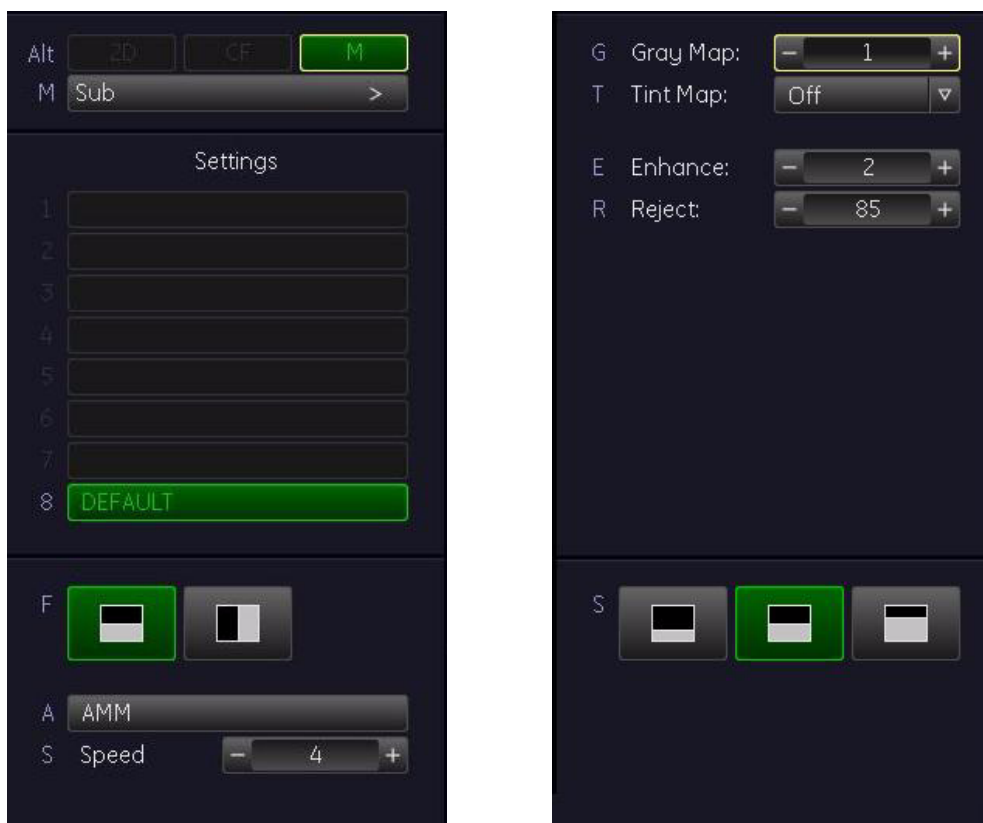 Alt 2D CF M
M Sub >
Settings
1
2
3
4
5
6
7
8 DEFAULT
F
A AMM
S Speed - 4 +
G Gray Map: - 1 +
T Tint Map: Off
E Enhance: - 2 +
R Reject: - 85 +
S